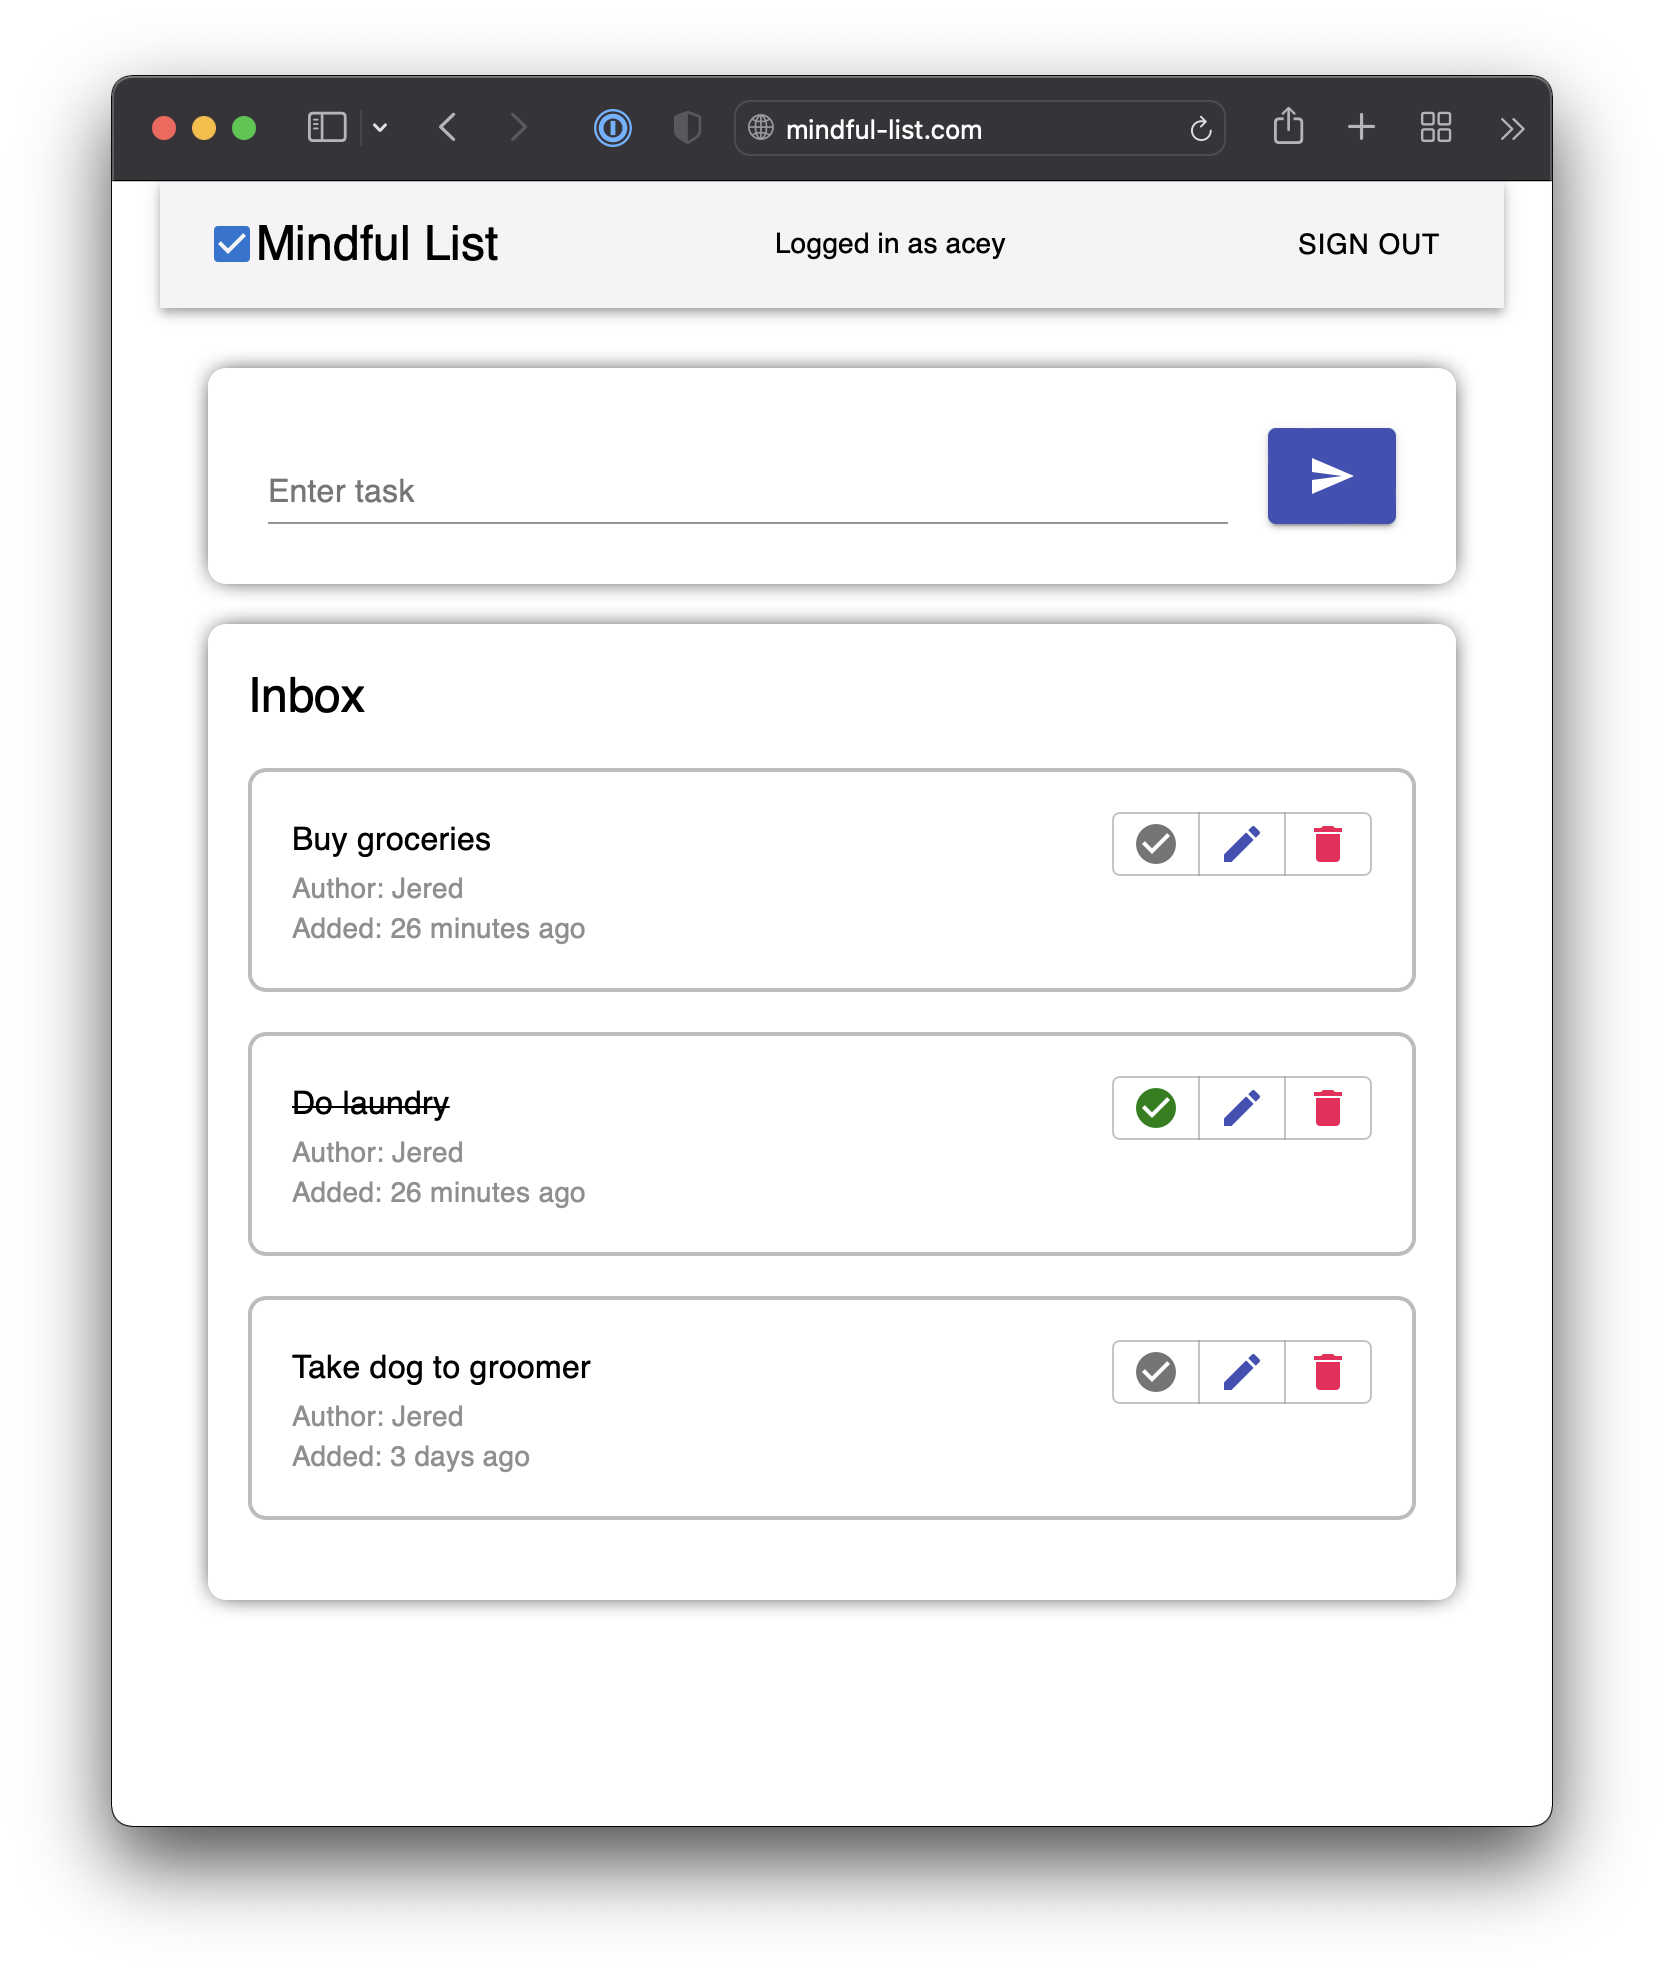 mindful-list.com
Mindful List
Logged in as acey
SIGN OUT
Enter task
Inbox
Buy groceries
Author: Jered
Added: 26 minutes ago
Do laundry
Author: Jered
Added: 26 minutes ago
Take dog to groomer
Author: Jered
Added: 3 days ago